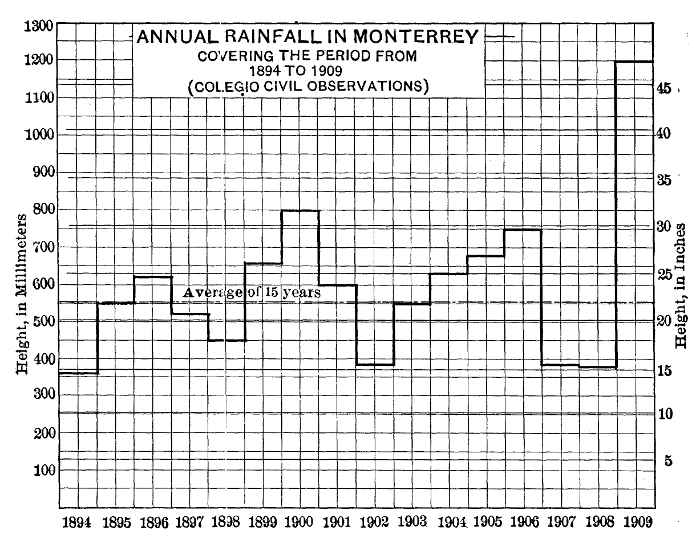 ANNUAL RAINFALL IN MONTERREY
COVERING THE PERIOD FROM
1894 TO 1909
(COLEGIO CIVIL OBSERVATIONS)
Height, in Millimeters
1300
1200
1100
1000
900
800
700
600
500
400
300
200
100
Average of 15 years
45
40
35
30
25
20
15
10
5
Height, in Inches
1894 1895 1896 1897 1898 1899 1900 1901 1902 1903 1904 1905 1906 1907 1908 1909